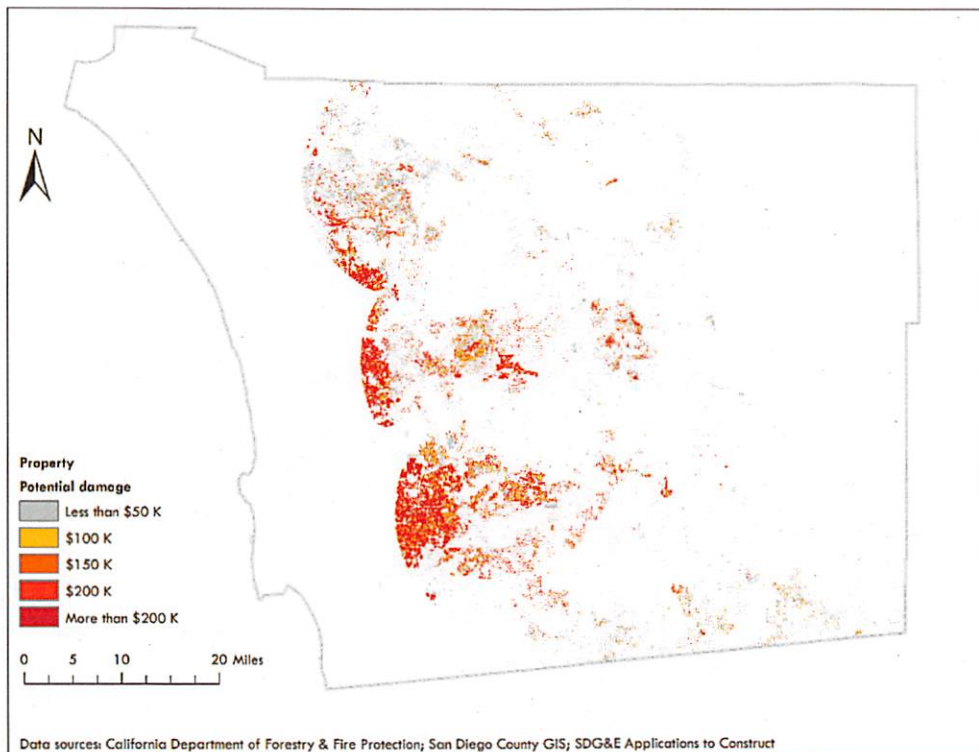 N
Property
Potential damage
Less than $50 K
$100 K
$150 K
$200 K
More than $200 K
0 5 10 20 Miles
Data sources: California Department of Forestry & Fire Protection; San Diego County GIS; SDG&E Applications to Construct